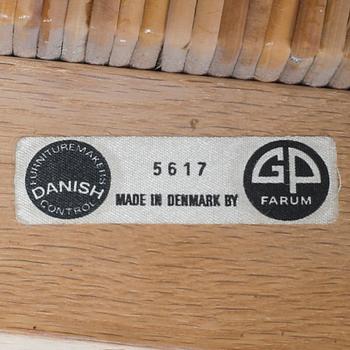 FURNITUREMAKERS
DANISH
CONTROL
5617
MADE IN DENMARK BY
GP
FARUM